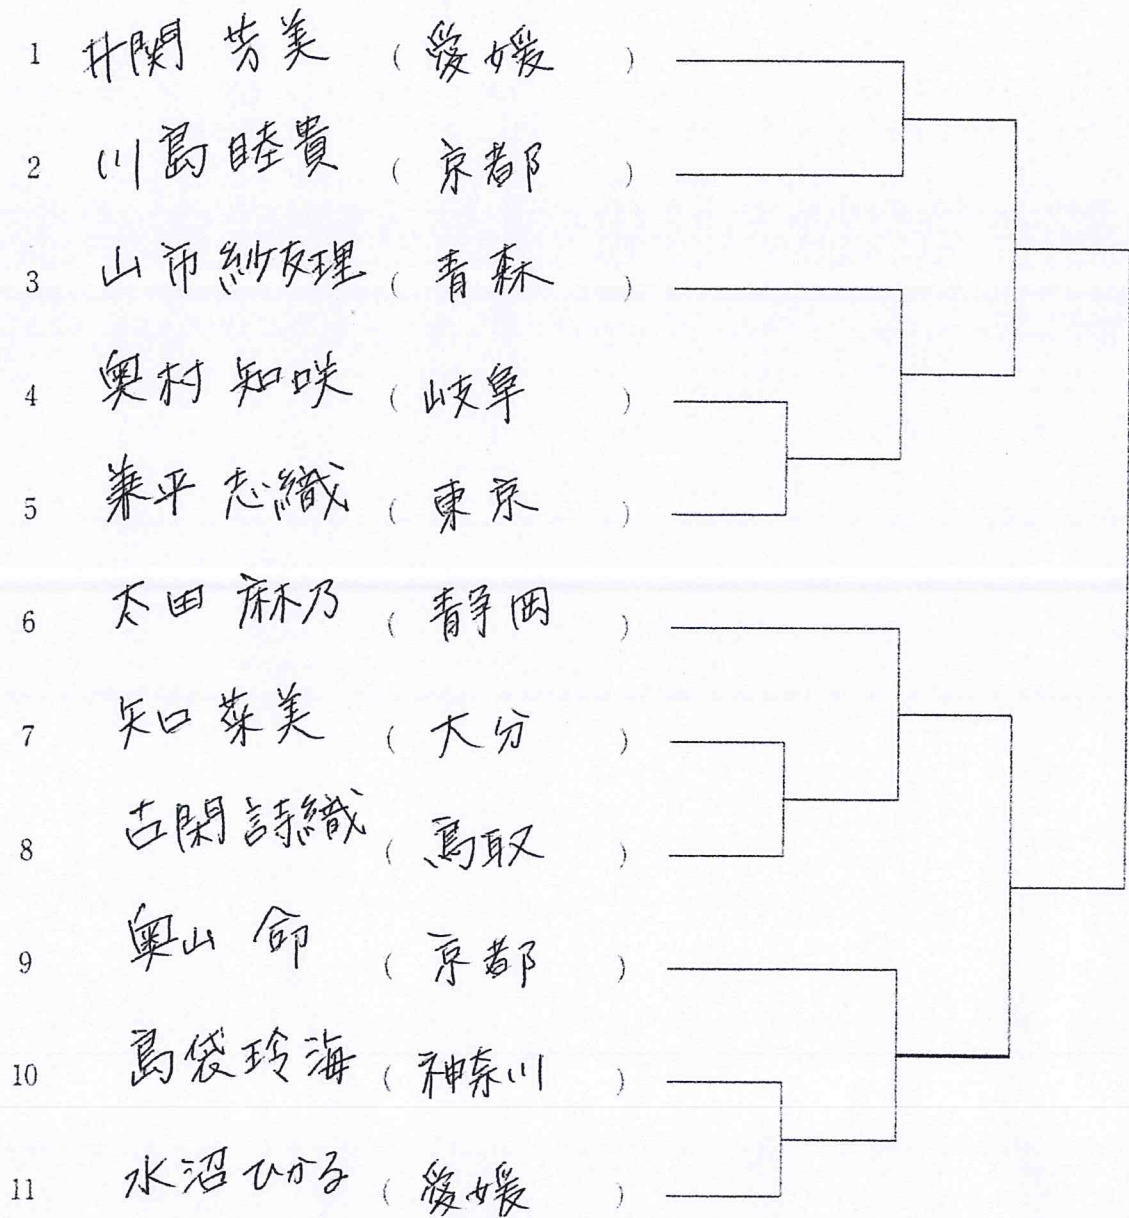 1 井関 芳美 (愛媛)
2 川島 睦貴 (京都)
3 山市 紗友理 (青森)
4 奥村 知咲 (岐阜)
5 兼平 志織 (東京)
6 太田 麻乃 (静岡)
7 矢口 菜美 (大分)
8 古閑 詩織 (鳥取)
9 奥山 命 (京都)
10 島袋 玲海 (神奈川)
11 水沼 ひかる (愛媛)